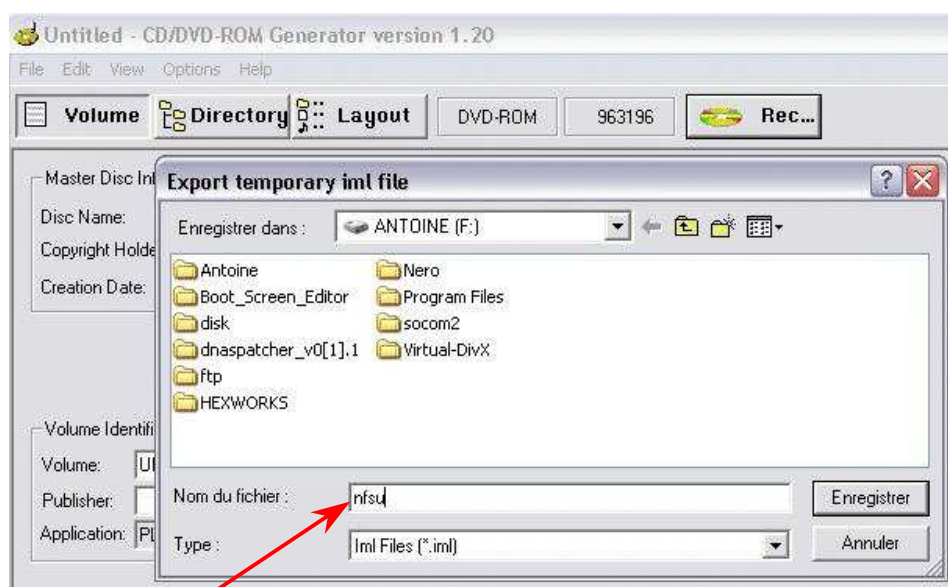 Untitled - CD/DVD-ROM Generator version 1.20
File Edit View Options Help
Volume Directory Layout DVD-ROM 963196 Rec...
Master Disc Int
Export temporary iml file
Disc Name:
Enregistrer dans : ANTOINE (F:)
Copyright Holde
Creation Date:
Antoine Nero
Boot_Screen_Editor Program Files
disk socom2
dnaspatcher_v0[1].1 Virtual-DivX
ftp
HEXWORKS
Volume Identifi
Volume:
Publisher:
Nom du fichier : nfsu Enregistrer
Application: PL
Type : Iml Files (*.iml) Annuler